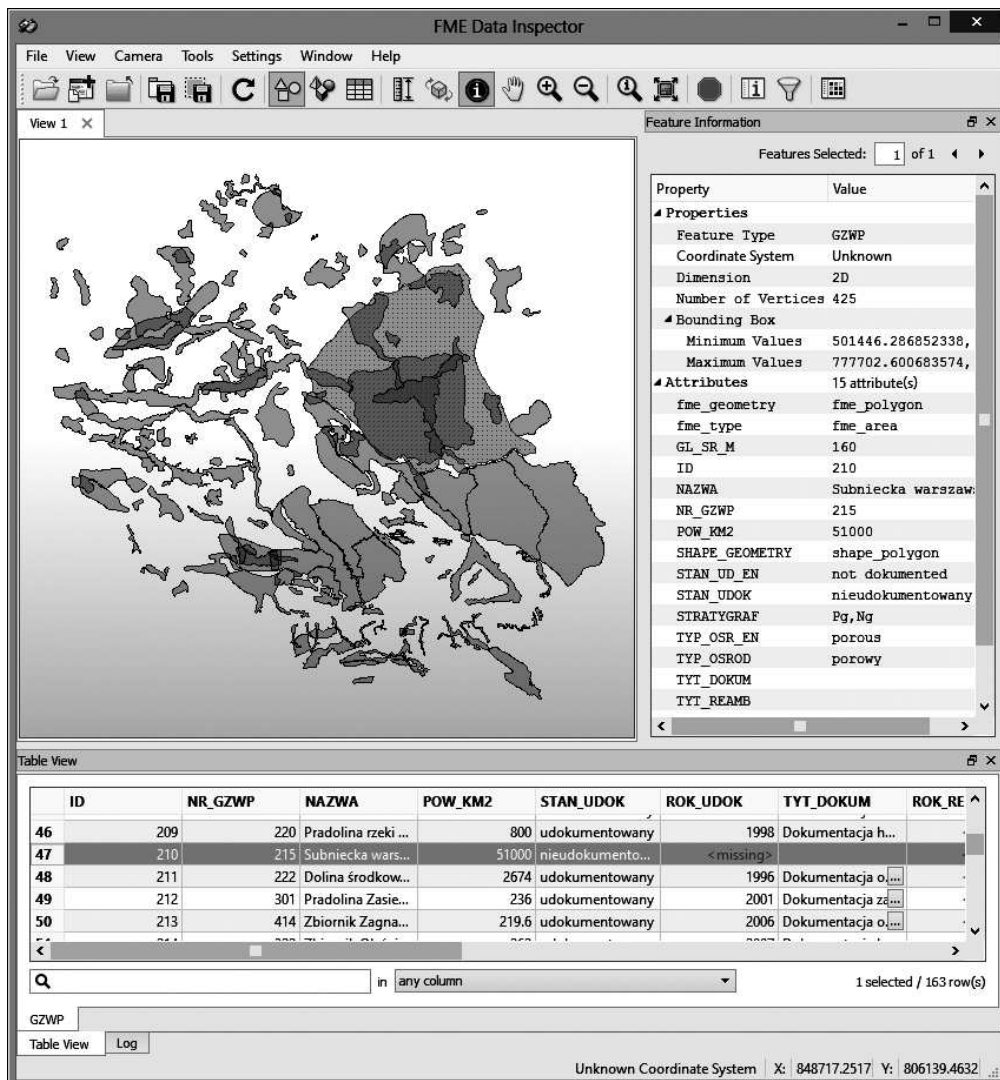 FME Data Inspector
File View Camera Tools Settings Window Help
View 1
Feature Information
Features Selected: 1 of 1
Property Value
Properties
Feature Type GZWP
Coordinate System Unknown
Dimension 2D
Number of Vertices 425
Bounding Box
Minimum Values 501446.286852338,
Maximum Values 777702.600683574,
Attributes 15 attribute(s)
fme_geometry fme_polygon
fme_type fme_area
GL_SR_M 160
ID 210
NAZWA Subniecka warszaw
NR_GZWP 215
POW_KM2 51000
SHAPE_GEOMETRY shape_polygon
STAN_UD_EN not dokumented
STAN_UDOK nieudokumentowany
STRATYGRAF Pg,Ng
TYP_OSR_EN porous
TYP_OSROD porowy
TYT_DOKUM
TYT_REAMB
Table View
ID NR_GZWP NAZWA POW_KM2 STAN_UDOK ROK_UDOK TYT_DOKUM ROK_RE
46 209 220 Pradolina rzeki ... 800 udokumentowany 1998 Dokumentacja h...
47 210 215 Subniecka wars... 51000 nieudokumento... <missing>
48 211 222 Dolina środkow... 2674 udokumentowany 1996 Dokumentacja o. ...
49 212 301 Pradolina Zasie... 236 udokumentowany 2001 Dokumentacja za ...
50 213 414 Zbiornik Zagna... 219.6 udokumentowany 2006 Dokumentacja o. ...
in any column 1 selected / 163 row(s)
GZWP
Table View Log
Unknown Coordinate System X: 848717.2517 Y: 806139.4632